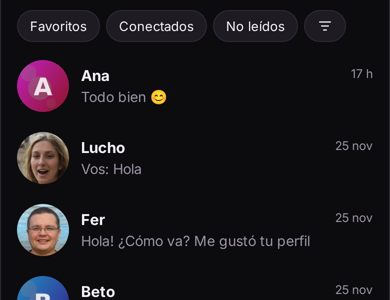 Favoritos Conectados No leídos
A Ana 17 h
Todo bien 😊
Lucho 25 nov
Vos: Hola
Fer 25 nov
Hola! ¿Cómo va? Me gustó tu perfil
B Beto 25 nov